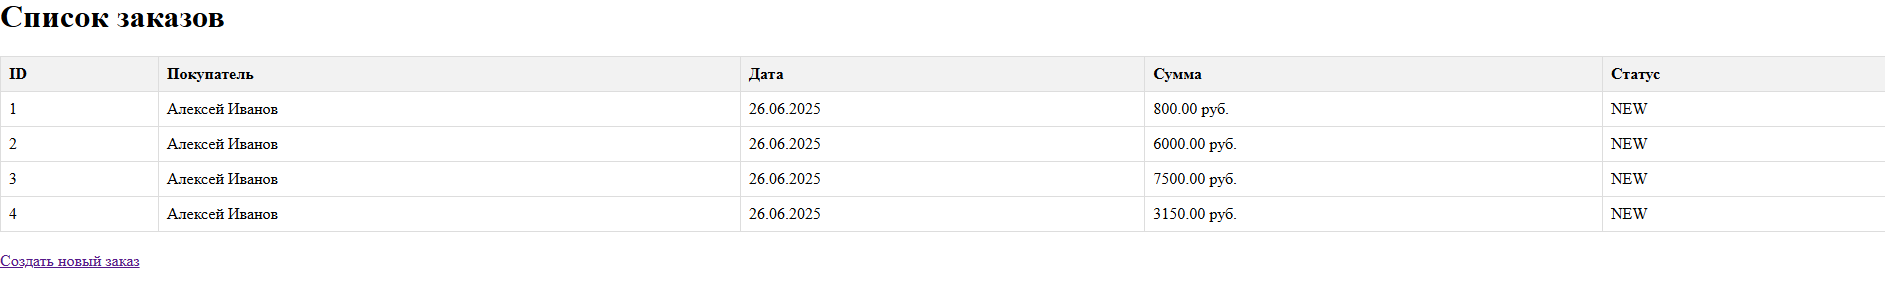 Список заказов
ID Покупатель Дата Сумма Статус
1 Алексей Иванов 26.06.2025 800.00 руб. NEW
2 Алексей Иванов 26.06.2025 6000.00 руб. NEW
3 Алексей Иванов 26.06.2025 7500.00 руб. NEW
4 Алексей Иванов 26.06.2025 3150.00 руб. NEW
Создать новый заказ